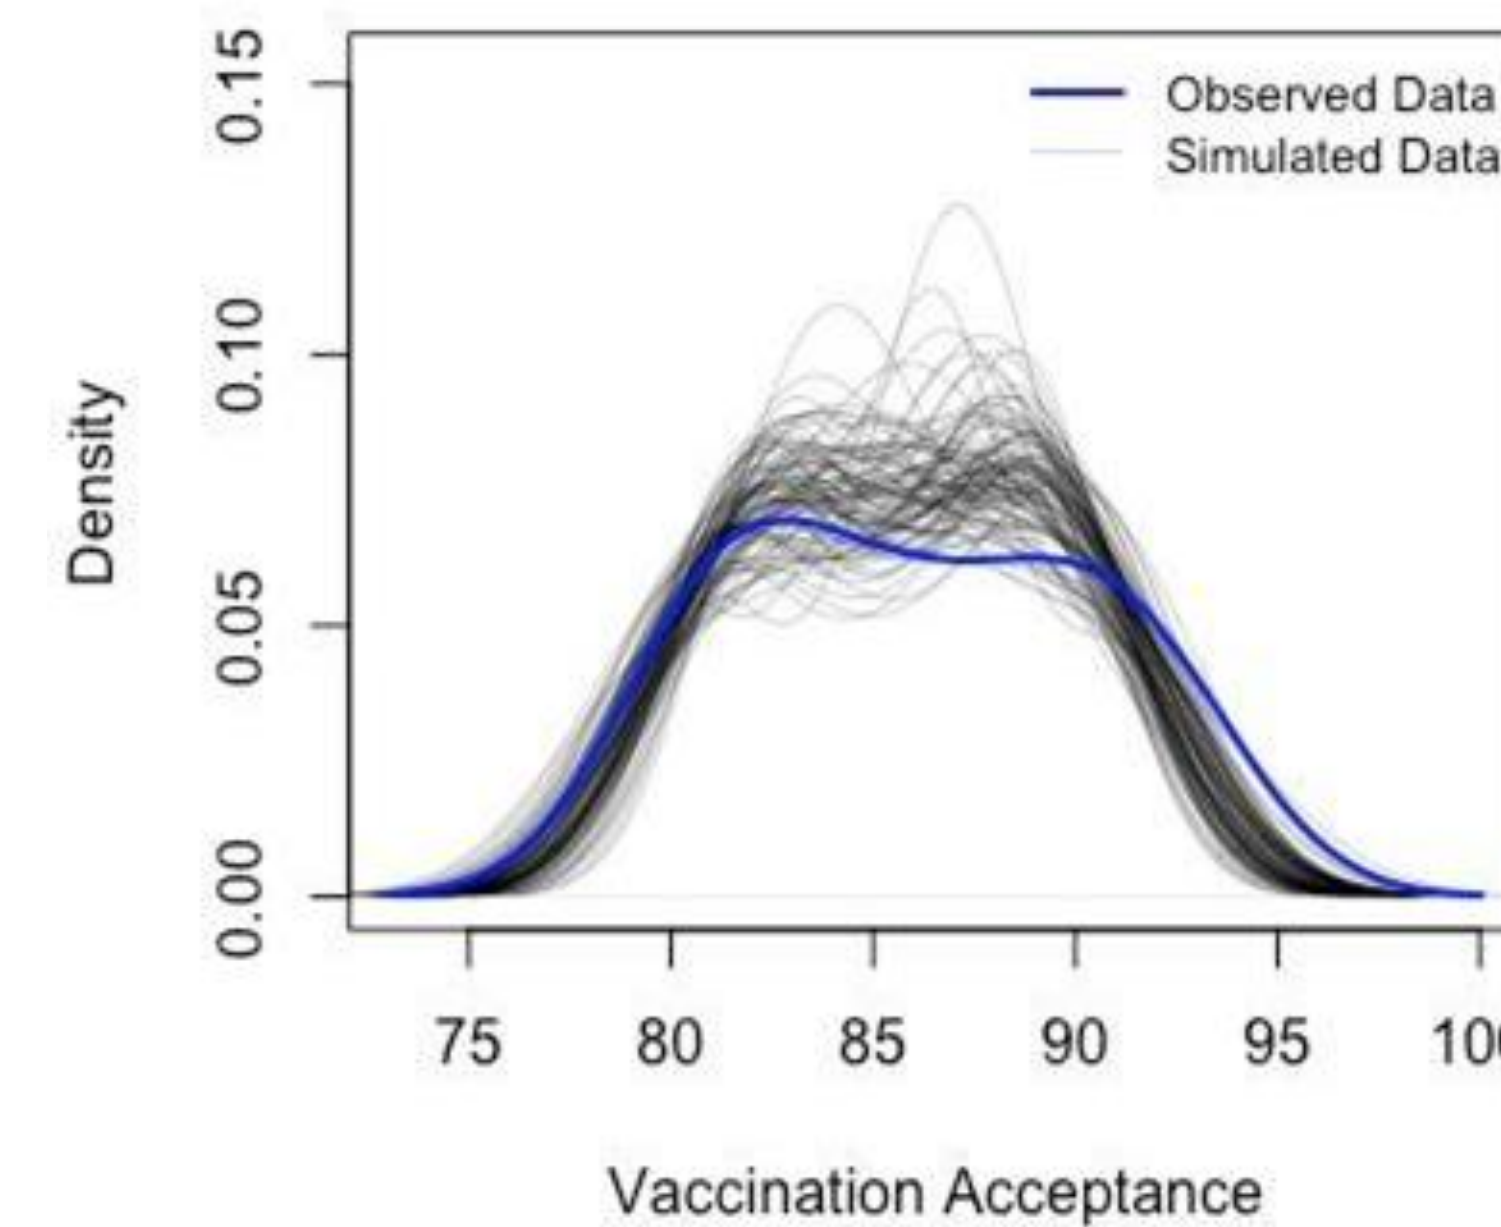 0.15
0.10
0.05
0.00
Density
Observed Data
Simulated Data
75 80 85 90 95 10
Vaccination Acceptance